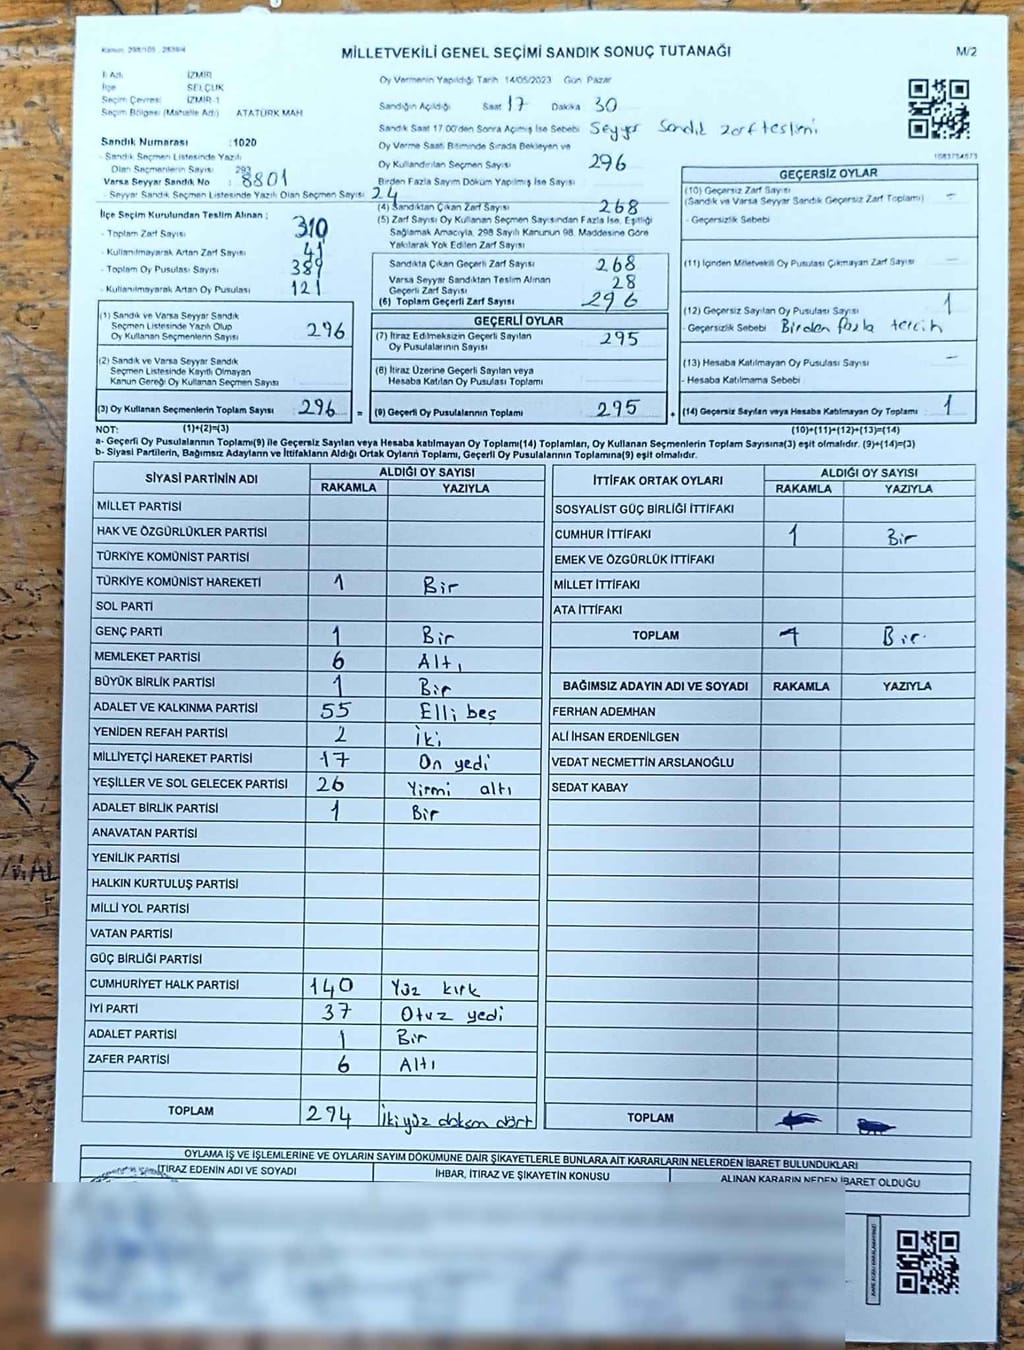 Kanun: 298/105 , 2839/4
MİLLETVEKİLİ GENEL SEÇİMİ SANDIK SONUÇ TUTANAĞI
M/2
İl Adı İZMİR
İlçe SELÇUK
Seçim Çevresi İZMİR-1
Seçim Bölgesi (Mahalle Adı) ATATÜRK MAH
Sandık Numarası :1020
- Sandık Seçmen Listesinde Yazılı
Olan Seçmenlerin Sayısı 293
Varsa Seyyar Sandık No : 8801
- Seyyar Sandık Seçmen Listesinde Yazılı Olan Seçmen Sayısı 24
İlçe Seçim Kurulundan Teslim Alınan ;
- Toplam Zarf Sayısı 310
- Kullanılmayarak Artan Zarf Sayısı 41
- Toplam Oy Pusulası Sayısı 389
- Kullanılmayarak Artan Oy Pusulası 121
Oy Vermenin Yapıldığı Tarih 14/05/2023 Gün Pazar
Sandığın Açıldığı Saat 17 Dakika 30
Sandık Saat 17.00'den Sonra Açılmış İse Sebebi Seyyar Sandık zarf teslimi
Oy Verme Saati Bitiminde Sırada Bekleyen ve
Oy Kullandırılan Seçmen Sayısı 296
Birden Fazla Sayım Döküm Yapılmış İse Sayısı
(4) Sandıktan Çıkan Zarf Sayısı 268
(5) Zarf Sayısı Oy Kullanan Seçmen Sayısından Fazla İse, Eşitliği
Sağlamak Amacıyla, 298 Sayılı Kanunun 98. Maddesine Göre
Yakılarak Yok Edilen Zarf Sayısı
Sandıkta Çıkan Geçerli Zarf Sayısı 268
Varsa Seyyar Sandıktan Teslim Alınan
Geçerli Zarf Sayısı 28
(6) Toplam Geçerli Zarf Sayısı 296
1583754573
GEÇERSİZ OYLAR
(10) Geçersiz Zarf Sayısı
(Sandık ve Varsa Seyyar Sandık Geçersiz Zarf Toplamı) -
- Geçersizlik Sebebi
(11) İçinden Milletvekili Oy Pusulası Çıkmayan Zarf Sayısı -
(12) Geçersiz Sayılan Oy Pusulası Sayısı 1
- Geçersizlik Sebebi Birden fazla tercih
(13) Hesaba Katılmayan Oy Pusulası Sayısı -
- Hesaba Katılmama Sebebi
(1) Sandık ve Varsa Seyyar Sandık
Seçmen Listesinde Yazılı Olup
Oy Kullanan Seçmenlerin Sayısı 296
(2) Sandık ve Varsa Seyyar Sandık
Seçmen Listesinde Kayıtlı Olmayan
Kanun Gereği Oy Kullanan Seçmen Sayısı
GEÇERLİ OYLAR
(7) İtiraz Edilmeksizin Geçerli Sayılan
Oy Pusulalarının Sayısı 295
(8) İtiraz Üzerine Geçerli Sayılan veya
Hesaba Katılan Oy Pusulası Toplamı
(3) Oy Kullanan Seçmenlerin Toplam Sayısı 296 = (9) Geçerli Oy Pusulalarının Toplamı 295 + (14) Geçersiz Sayılan veya Hesaba Katılmayan Oy Toplamı 1
NOT: (1)+(2)=(3) (10)+(11)+(12)+(13)=(14)
a- Geçerli Oy Pusulalarının Toplamı(9) ile Geçersiz Sayılan veya Hesaba katılmayan Oy Toplamı(14) Toplamları, Oy Kullanan Seçmenlerin Toplam Sayısına(3) eşit olmalıdır. (9)+(14)=(3)
b- Siyasi Partilerin, Bağımsız Adayların ve İttifakların Aldığı Ortak Oyların Toplamı, Geçerli Oy Pusulalarının Toplamına(9) eşit olmalıdır.
SİYASİ PARTİNİN ADI ALDIĞI OY SAYISI
RAKAMLA YAZIYLA
MİLLET PARTİSİ
HAK VE ÖZGÜRLÜKLER PARTİSİ
TÜRKİYE KOMÜNİST PARTİSİ
TÜRKİYE KOMÜNİST HAREKETİ 1 Bir
SOL PARTİ
GENÇ PARTİ 1 Bir
MEMLEKET PARTİSİ 6 Altı
BÜYÜK BİRLİK PARTİSİ 1 Bir
ADALET VE KALKINMA PARTİSİ 55 Elli beş
YENİDEN REFAH PARTİSİ 2 İki
MİLLİYETÇİ HAREKET PARTİSİ 17 On yedi
YEŞİLLER VE SOL GELECEK PARTİSİ 26 Yirmi altı
ADALET BİRLİK PARTİSİ 1 Bir
ANAVATAN PARTİSİ
YENİLİK PARTİSİ
HALKIN KURTULUŞ PARTİSİ
MİLLİ YOL PARTİSİ
VATAN PARTİSİ
GÜÇ BİRLİĞİ PARTİSİ
CUMHURİYET HALK PARTİSİ 140 Yüz kırk
İYİ PARTİ 37 Otuz yedi
ADALET PARTİSİ 1 Bir
ZAFER PARTİSİ 6 Altı
TOPLAM 294 İki yüz doksan dört
İTTİFAK ORTAK OYLARI ALDIĞI OY SAYISI
RAKAMLA YAZIYLA
SOSYALİST GÜÇ BİRLİĞİ İTTİFAKI
CUMHUR İTTİFAKI 1 Bir
EMEK VE ÖZGÜRLÜK İTTİFAKI
MİLLET İTTİFAKI
ATA İTTİFAKI
TOPLAM 1 Bir
BAĞIMSIZ ADAYIN ADI VE SOYADI RAKAMLA YAZIYLA
FERHAN ADEMHAN
ALİ İHSAN ERDENİLGEN
VEDAT NECMETTİN ARSLANOĞLU
SEDAT KABAY
TOPLAM
OYLAMA İŞ VE İŞLEMLERİNE VE OYLARIN SAYIM DÖKÜMÜNE DAİR ŞİKAYETLERLE BUNLARA AİT KARARLARIN NELERDEN İBARET BULUNDUKLARI
İTİRAZ EDENİN ADI VE SOYADI İHBAR, İTİRAZ VE ŞİKAYETİN KONUSU ALINAN KARARIN NEDEN İBARET OLDUĞU